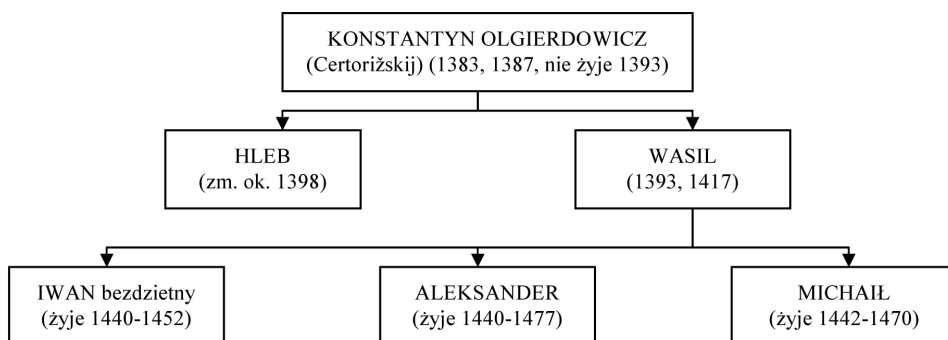 KONSTANTYN OLGIERDOWICZ
(Certorižskij) (1383, 1387, nie żyje 1393)
HLEB
(zm. ok. 1398)
WASIL
(1393, 1417)
IWAN bezdzietny
(żyje 1440-1452)
ALEKSANDER
(żyje 1440-1477)
MICHAIŁ
(żyje 1442-1470)